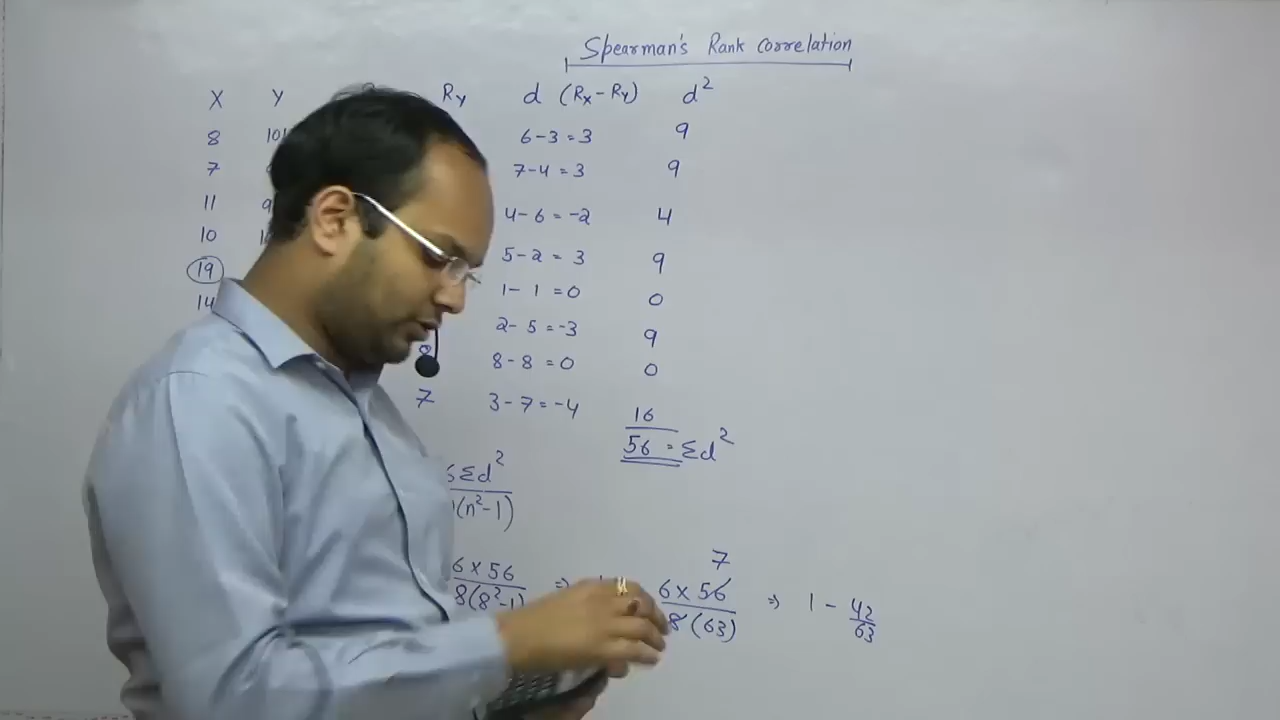 Spearman's Rank Correlation
X Y Ry d (Rx - Ry) d²
8 101 6-3 = 3 9
7 7-4 = 3 9
11 9 4-6 = -2 4
10 5-2 = 3 9
19 1-1 = 0 0
14 2-5 = -3 9
8 8-8 = 0 0
7 3-7 = -4 16
56 = Σd²
6Σd²
(n²-1)
7
6 x 56 ⇒ 6 x 56 ⇒ 1 - 42
8(8²-1) 8(63) 63